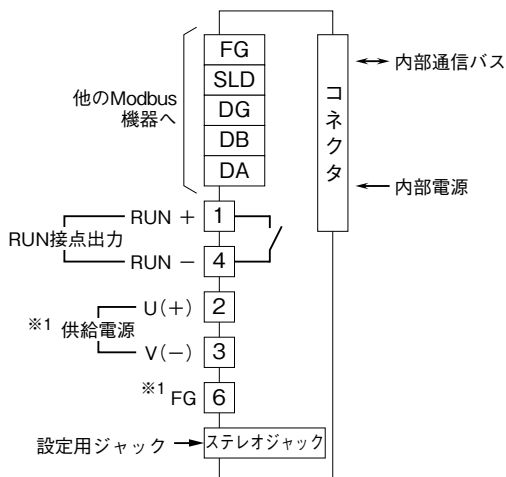 FG
SLD
DG
DB
DA
他のModbus
機器へ
コネクタ
内部通信バス
内部電源
RUN +
1
RUN接点出力
RUN −
4
U(+)
2
※1 供給電源
V(−)
3
※1 FG
6
設定用ジャック
ステレオジャック